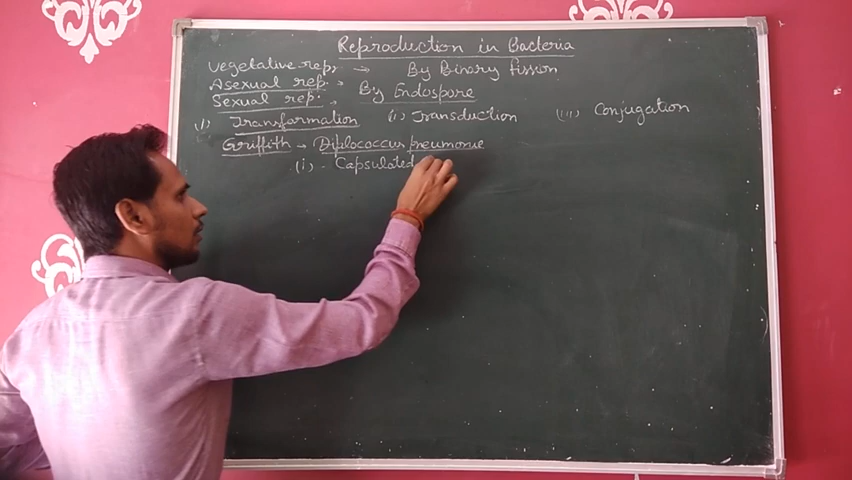 Reproduction in Bacteria
Vegetative rep. → By Binary fission
Asexual rep. → By Endospore
Sexual rep. →
(i) Transformation (ii) Transduction (iii) Conjugation
Griffith → Diplococcus pneumoniae
(i) Capsulated